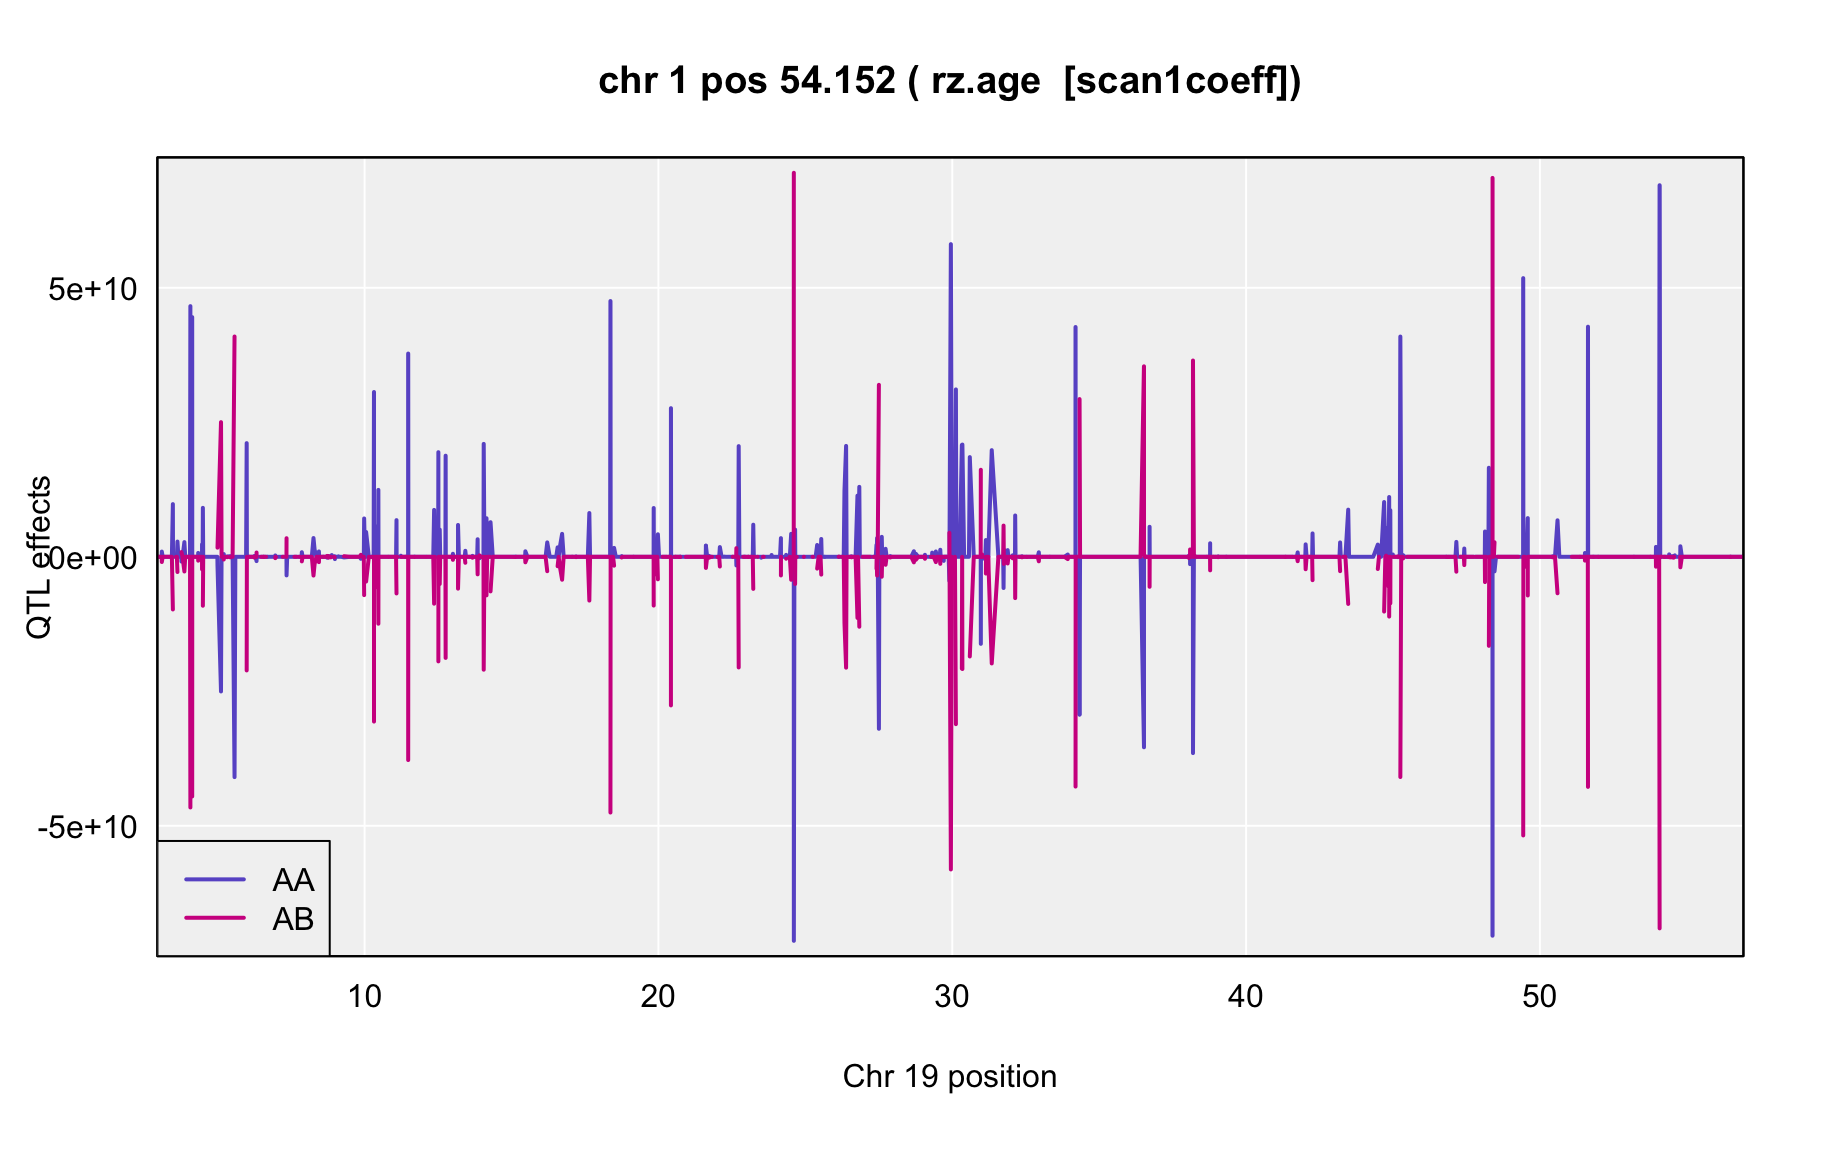 chr 1 pos 54.152 ( rz.age  [scan1coeff])
QTL effects
5e+10
0e+00
-5e+10
AA
AB
10 20 30 40 50
Chr 19 position